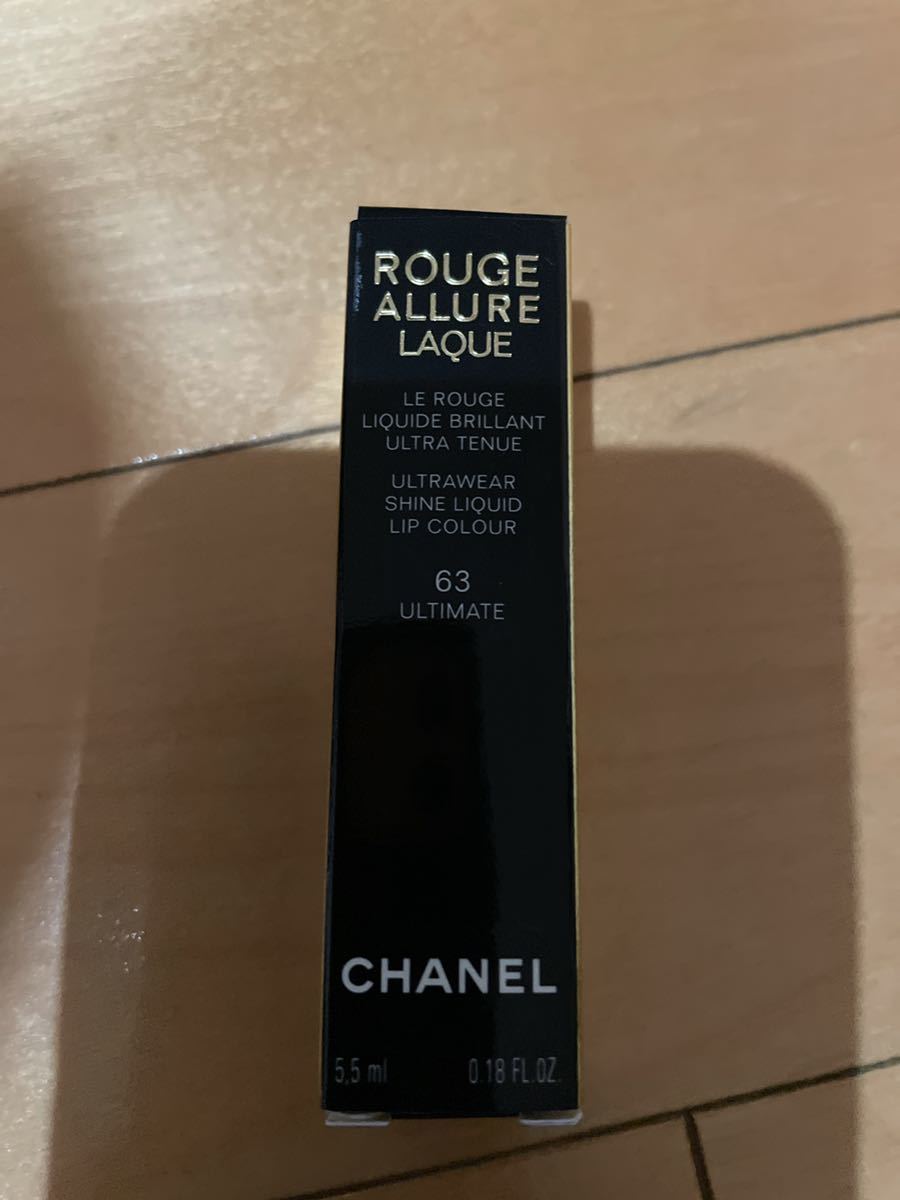 ROUGE
ALLURE
LAQUE
LE ROUGE
LIQUIDE BRILLANT
ULTRA TENUE
ULTRAWEAR
SHINE LIQUID
LIP COLOUR
63
ULTIMATE
CHANEL
5,5 ml 0.18 FL.OZ.